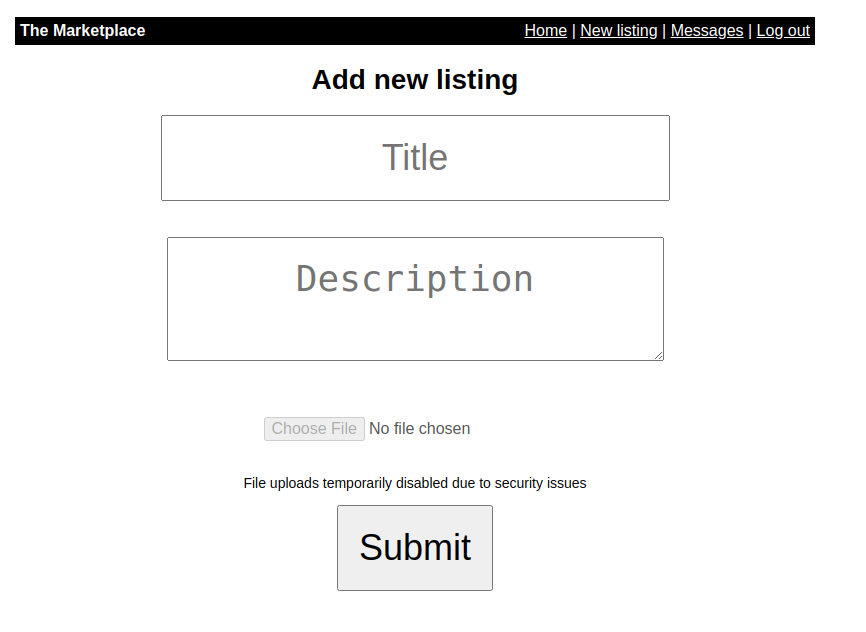 The Marketplace Home | New listing | Messages | Log out
Add new listing
Title
Description
Choose File No file chosen
File uploads temporarily disabled due to security issues
Submit